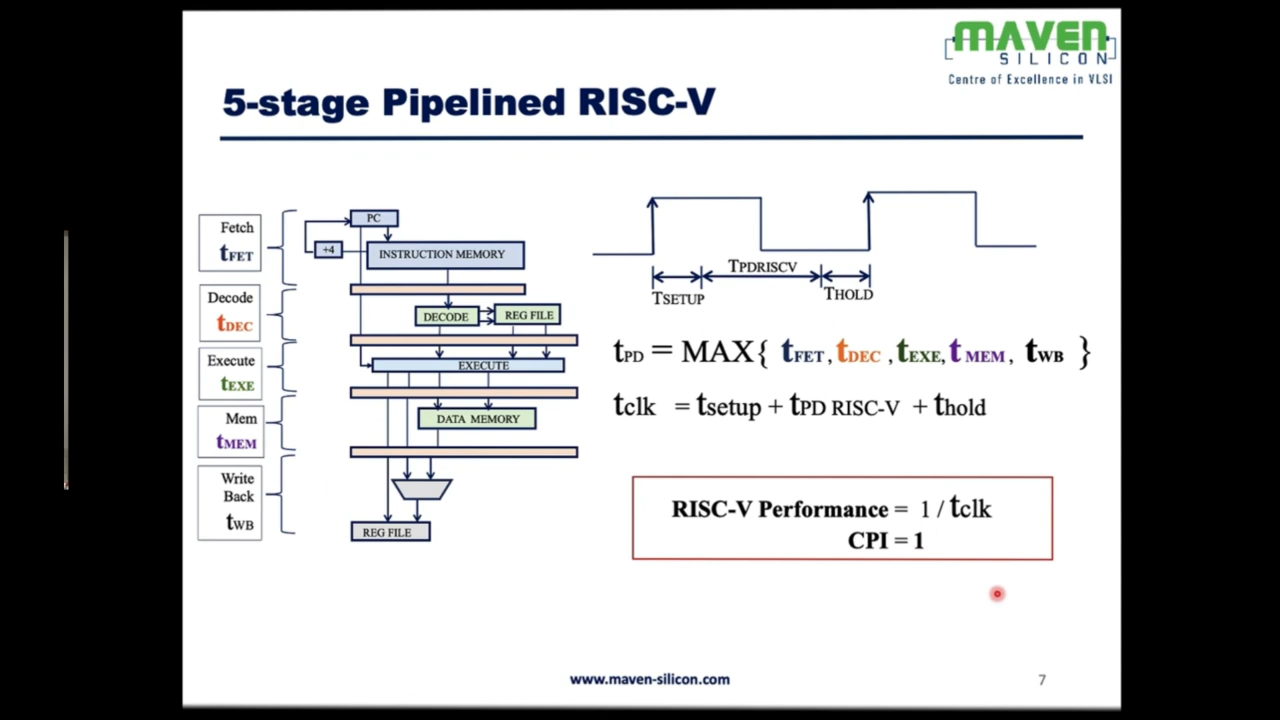 MAVEN
SILICON
Centre of Excellence in VLSI
5-stage Pipelined RISC-V
Fetch
tFET
Decode
tDEC
Execute
tEXE
Mem
tMEM
Write
Back
tWB
PC
+4
INSTRUCTION MEMORY
DECODE
REG FILE
EXECUTE
DATA MEMORY
REG FILE
TSETUP
TPDRISCV
THOLD
tPD = MAX{ tFET, tDEC, tEXE, tMEM, tWB }
tclk = tsetup + tPD RISC-V + thold
RISC-V Performance = 1 / tclk
CPI = 1
www.maven-silicon.com
7